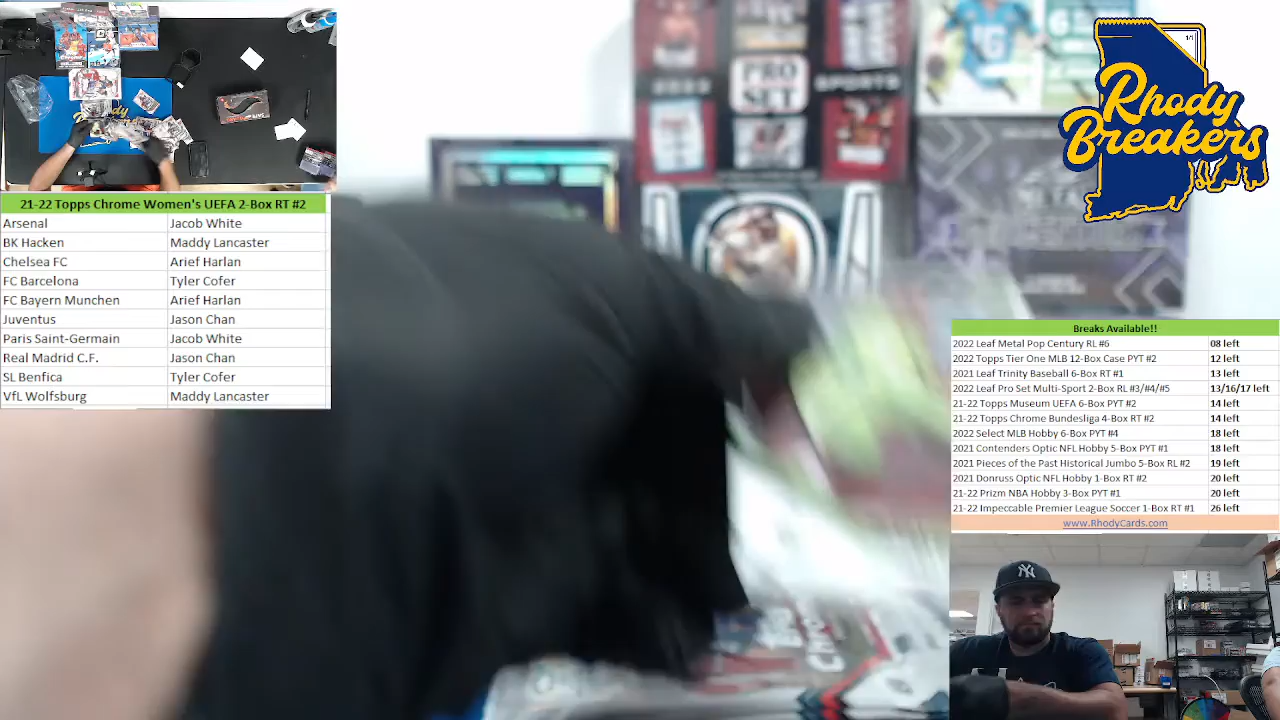 21-22 Topps Chrome Women's UEFA 2-Box RT #2
Arsenal Jacob White
BK Hacken Maddy Lancaster
Chelsea FC Arief Harlan
FC Barcelona Tyler Cofer
FC Bayern Munchen Arief Harlan
Juventus Jason Chan
Paris Saint-Germain Jacob White
Real Madrid C.F. Jason Chan
SL Benfica Tyler Cofer
VfL Wolfsburg Maddy Lancaster
PRO
SET
SPORTS
Rhody
Breakers
Breaks Available!!
2022 Leaf Metal Pop Century RL #6 08 left
2022 Topps Tier One MLB 12-Box Case PYT #2 12 left
2021 Leaf Trinity Baseball 6-Box RT #1 13 left
2022 Leaf Pro Set Multi-Sport 2-Box RL #3/#4/#5 13/16/17 left
21-22 Topps Museum UEFA 6-Box PYT #2 14 left
21-22 Topps Chrome Bundesliga 4-Box RT #2 14 left
2022 Select MLB Hobby 6-Box PYT #4 18 left
2021 Contenders Optic NFL Hobby 5-Box PYT #1 18 left
2021 Pieces of the Past Historical Jumbo 5-Box RL #2 19 left
2021 Donruss Optic NFL Hobby 1-Box RT #2 20 left
21-22 Prizm NBA Hobby 3-Box PYT #1 20 left
21-22 Impeccable Premier League Soccer 1-Box RT #1 26 left
www.RhodyCards.com